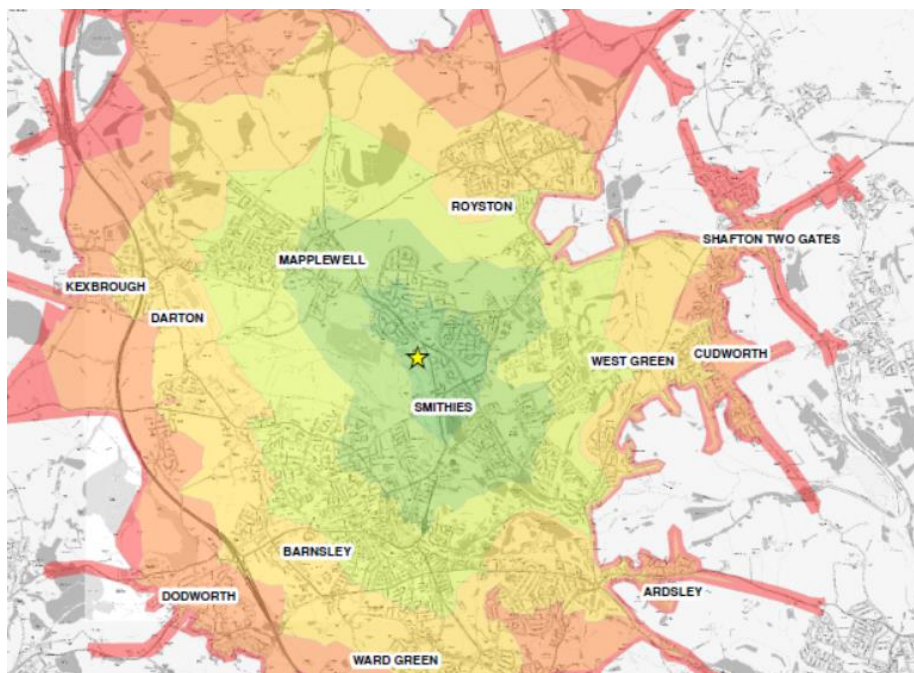 ROYSTON
SHAFTON TWO GATES
MAPPLEWELL
KEXBROUGH
DARTON
WEST GREEN
CUDWORTH
SMITHIES
BARNSLEY
DODWORTH
ARDSLEY
WARD GREEN